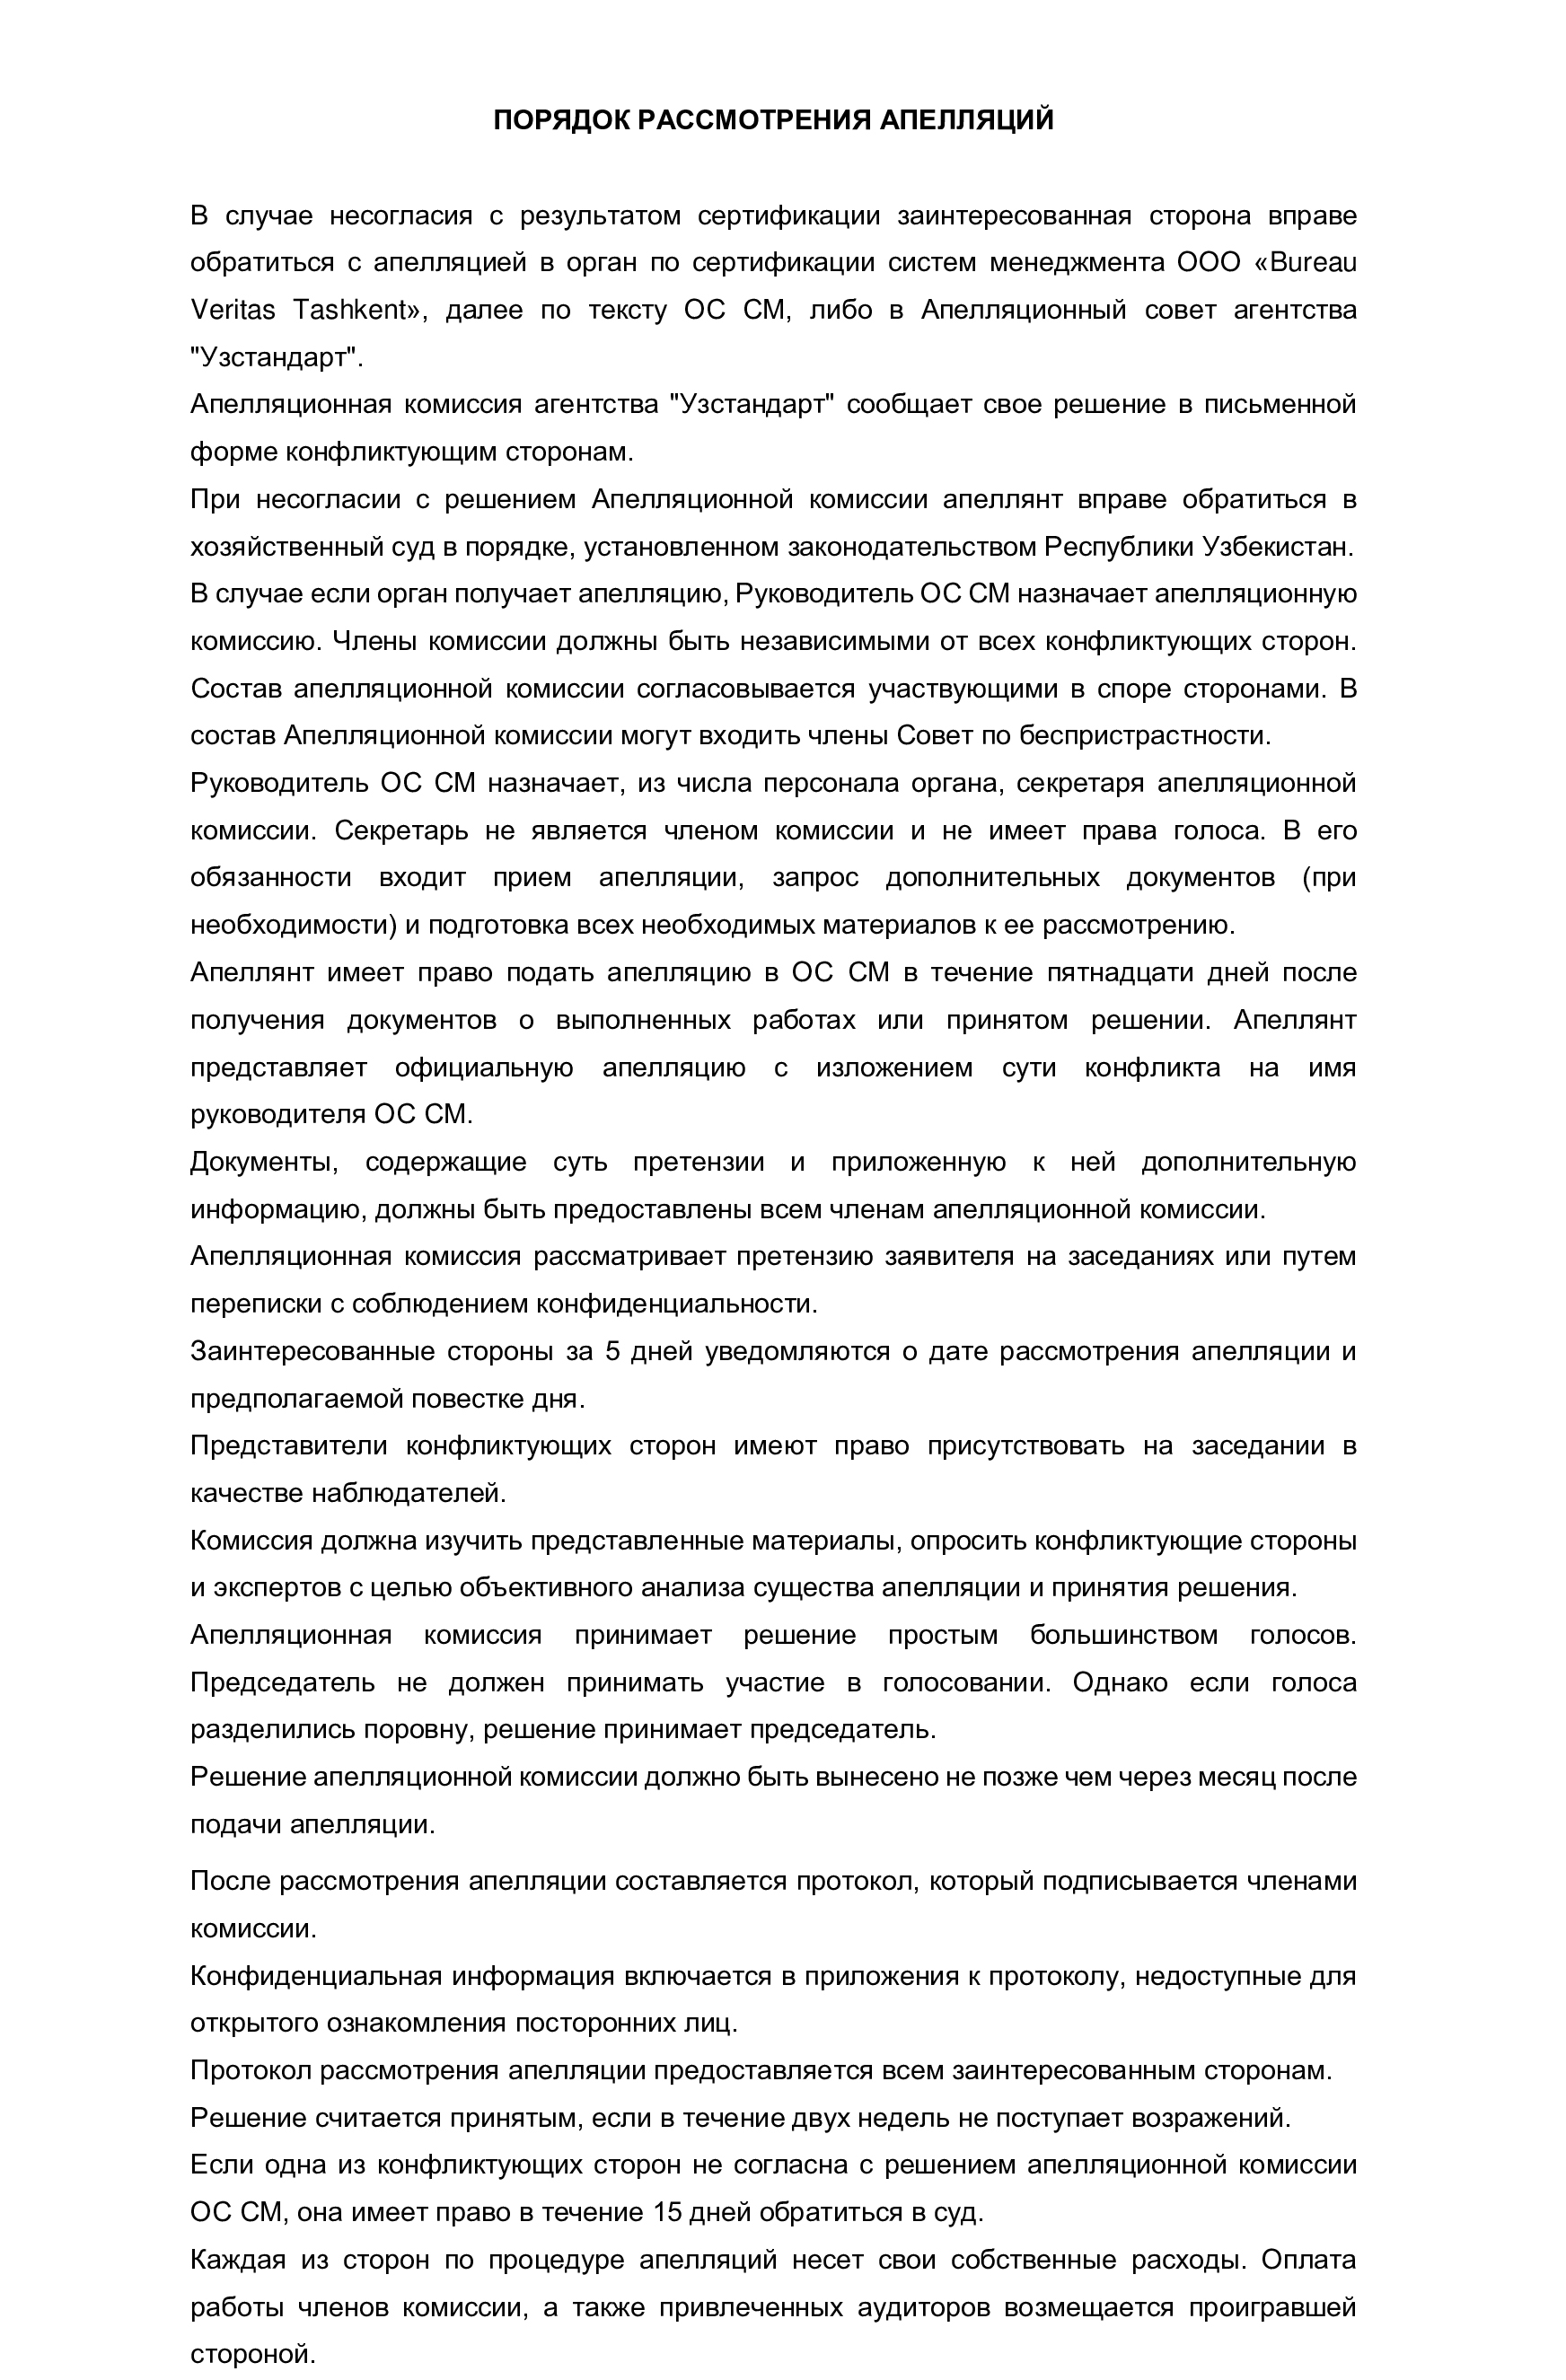 ПОРЯДОК РАССМОТРЕНИЯ АПЕЛЛЯЦИЙ
В случае несогласия с результатом сертификации заинтересованная сторона вправе
обратиться с апелляцией в орган по сертификации систем менеджмента ООО «Bureau
Veritas Tashkent», далее по тексту ОС СМ, либо в Апелляционный совет агентства
"Узстандарт".
Апелляционная комиссия агентства "Узстандарт" сообщает свое решение в письменной
форме конфликтующим сторонам.
При несогласии с решением Апелляционной комиссии апеллянт вправе обратиться в
хозяйственный суд в порядке, установленном законодательством Республики Узбекистан.
В случае если орган получает апелляцию, Руководитель ОС СМ назначает апелляционную
комиссию. Члены комиссии должны быть независимыми от всех конфликтующих сторон.
Состав апелляционной комиссии согласовывается участвующими в споре сторонами. В
состав Апелляционной комиссии могут входить члены Совет по беспристрастности.
Руководитель ОС СМ назначает, из числа персонала органа, секретаря апелляционной
комиссии. Секретарь не является членом комиссии и не имеет права голоса. В его
обязанности входит прием апелляции, запрос дополнительных документов (при
необходимости) и подготовка всех необходимых материалов к ее рассмотрению.
Апеллянт имеет право подать апелляцию в ОС СМ в течение пятнадцати дней после
получения документов о выполненных работах или принятом решении. Апеллянт
представляет официальную апелляцию с изложением сути конфликта на имя
руководителя ОС СМ.
Документы, содержащие суть претензии и приложенную к ней дополнительную
информацию, должны быть предоставлены всем членам апелляционной комиссии.
Апелляционная комиссия рассматривает претензию заявителя на заседаниях или путем
переписки с соблюдением конфиденциальности.
Заинтересованные стороны за 5 дней уведомляются о дате рассмотрения апелляции и
предполагаемой повестке дня.
Представители конфликтующих сторон имеют право присутствовать на заседании в
качестве наблюдателей.
Комиссия должна изучить представленные материалы, опросить конфликтующие стороны
и экспертов с целью объективного анализа существа апелляции и принятия решения.
Апелляционная комиссия принимает решение простым большинством голосов.
Председатель не должен принимать участие в голосовании. Однако если голоса
разделились поровну, решение принимает председатель.
Решение апелляционной комиссии должно быть вынесено не позже чем через месяц после
подачи апелляции.
После рассмотрения апелляции составляется протокол, который подписывается членами
комиссии.
Конфиденциальная информация включается в приложения к протоколу, недоступные для
открытого ознакомления посторонних лиц.
Протокол рассмотрения апелляции предоставляется всем заинтересованным сторонам.
Решение считается принятым, если в течение двух недель не поступает возражений.
Если одна из конфликтующих сторон не согласна с решением апелляционной комиссии
ОС СМ, она имеет право в течение 15 дней обратиться в суд.
Каждая из сторон по процедуре апелляций несет свои собственные расходы. Оплата
работы членов комиссии, а также привлеченных аудиторов возмещается проигравшей
стороной.